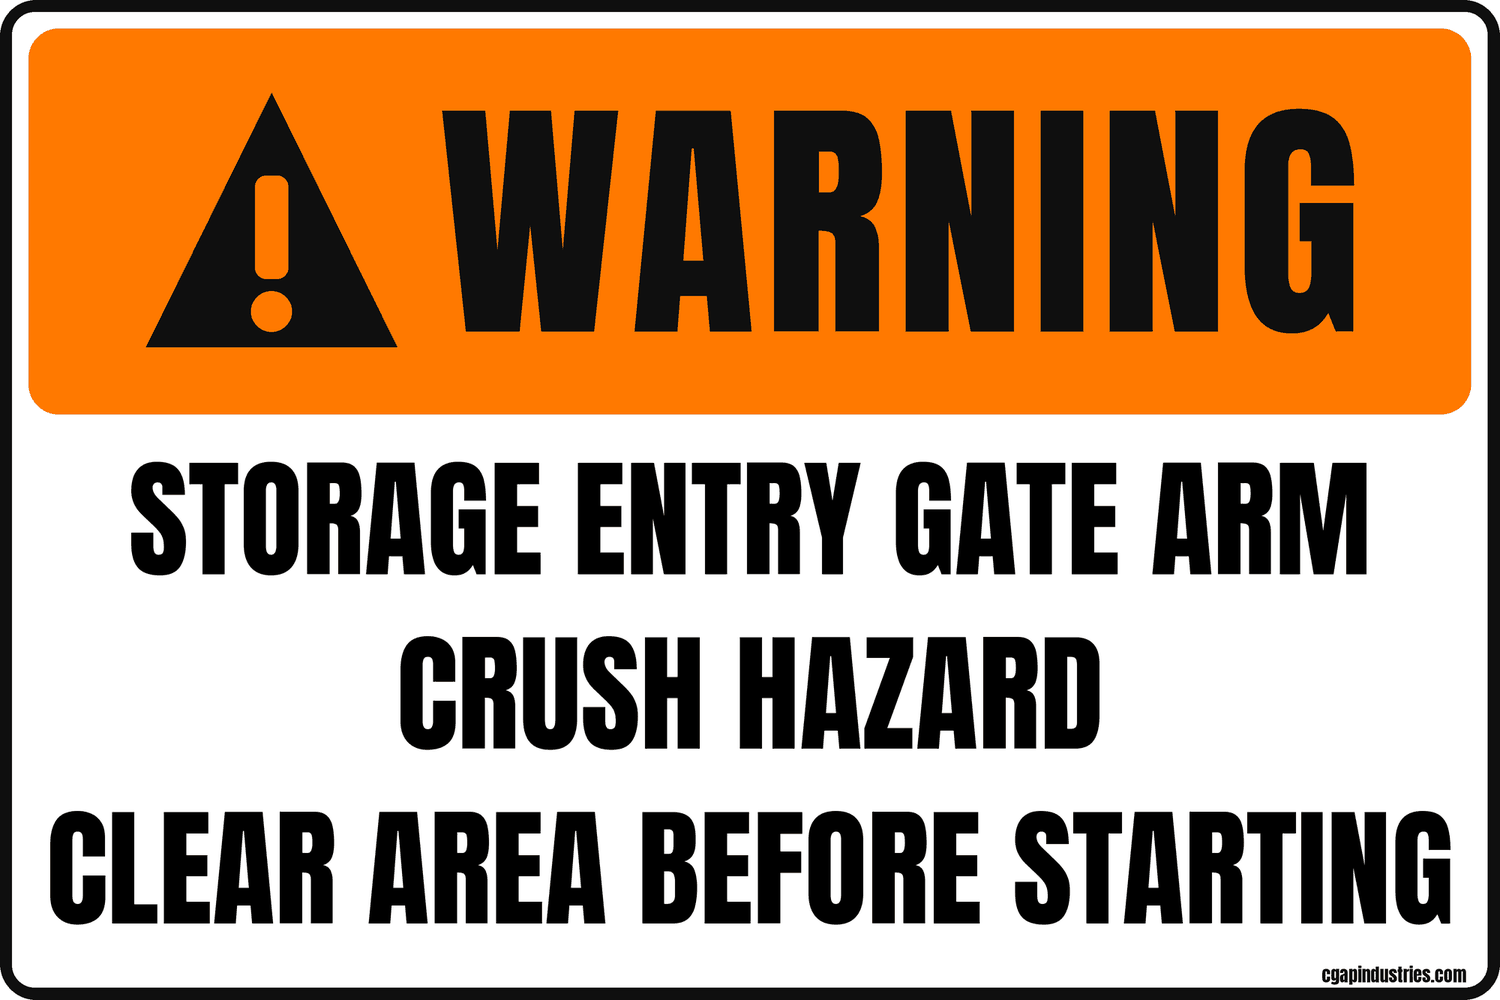 WARNING
STORAGE ENTRY GATE ARM
CRUSH HAZARD
CLEAR AREA BEFORE STARTING
cgapindustries.com